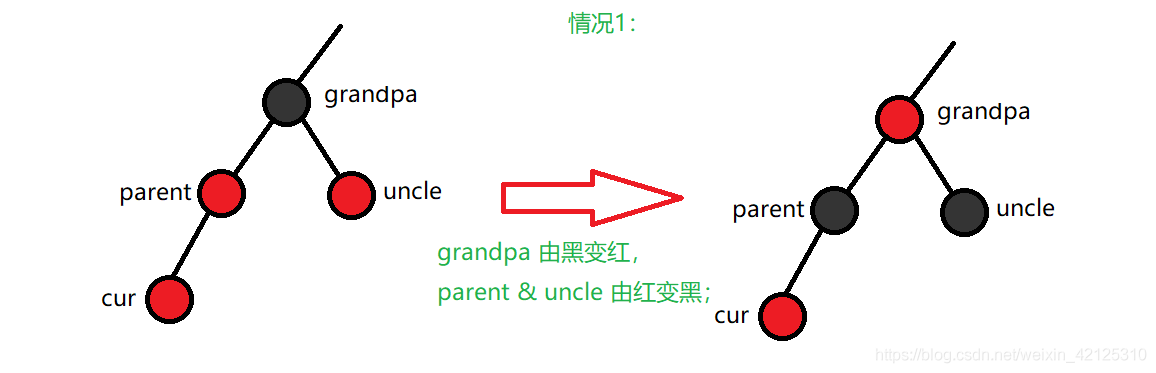 情况1：
grandpa
grandpa
parent
uncle
parent
uncle
grandpa 由黑变红，
parent & uncle 由红变黑；
cur
cur
https://blog.csdn.net/weixin_42125310